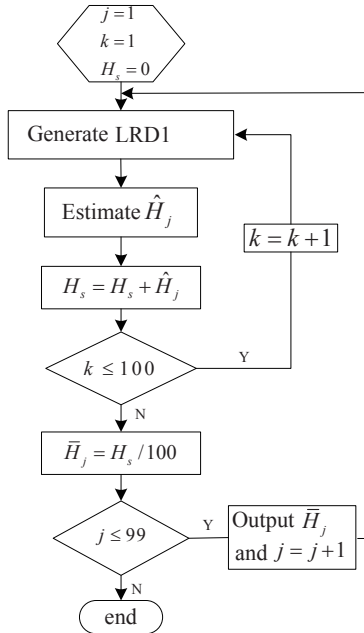 j=1
k=1
H_s=0
Generate LRD1
Estimate Ĥ_j
k = k+1
H_s = H_s + Ĥ_j
k ≤ 100
Y
N
H̄_j = H_s / 100
j ≤ 99
Y
Output H̄_j
and j = j+1
N
end